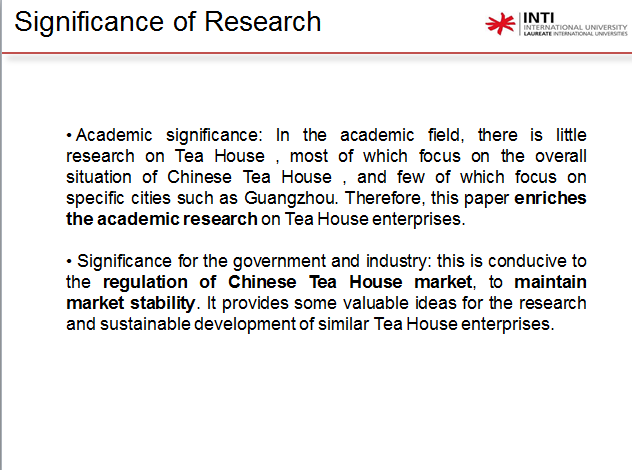 Significance of Research
INTI
INTERNATIONAL UNIVERSITY
LAUREATE INTERNATIONAL UNIVERSITIES
• Academic significance: In the academic field, there is little
research on Tea House , most of which focus on the overall
situation of Chinese Tea House , and few of which focus on
specific cities such as Guangzhou. Therefore, this paper enriches
the academic research on Tea House enterprises.
• Significance for the government and industry: this is conducive to
the regulation of Chinese Tea House market, to maintain
market stability. It provides some valuable ideas for the research
and sustainable development of similar Tea House enterprises.